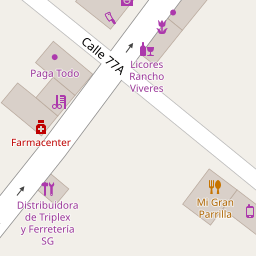 Calle 77A
Paga Todo
Licores
Rancho
Viveres
Farmacenter
Distribuidora
de Triplex
y Ferreteria
SG
Mi Gran
Parrilla